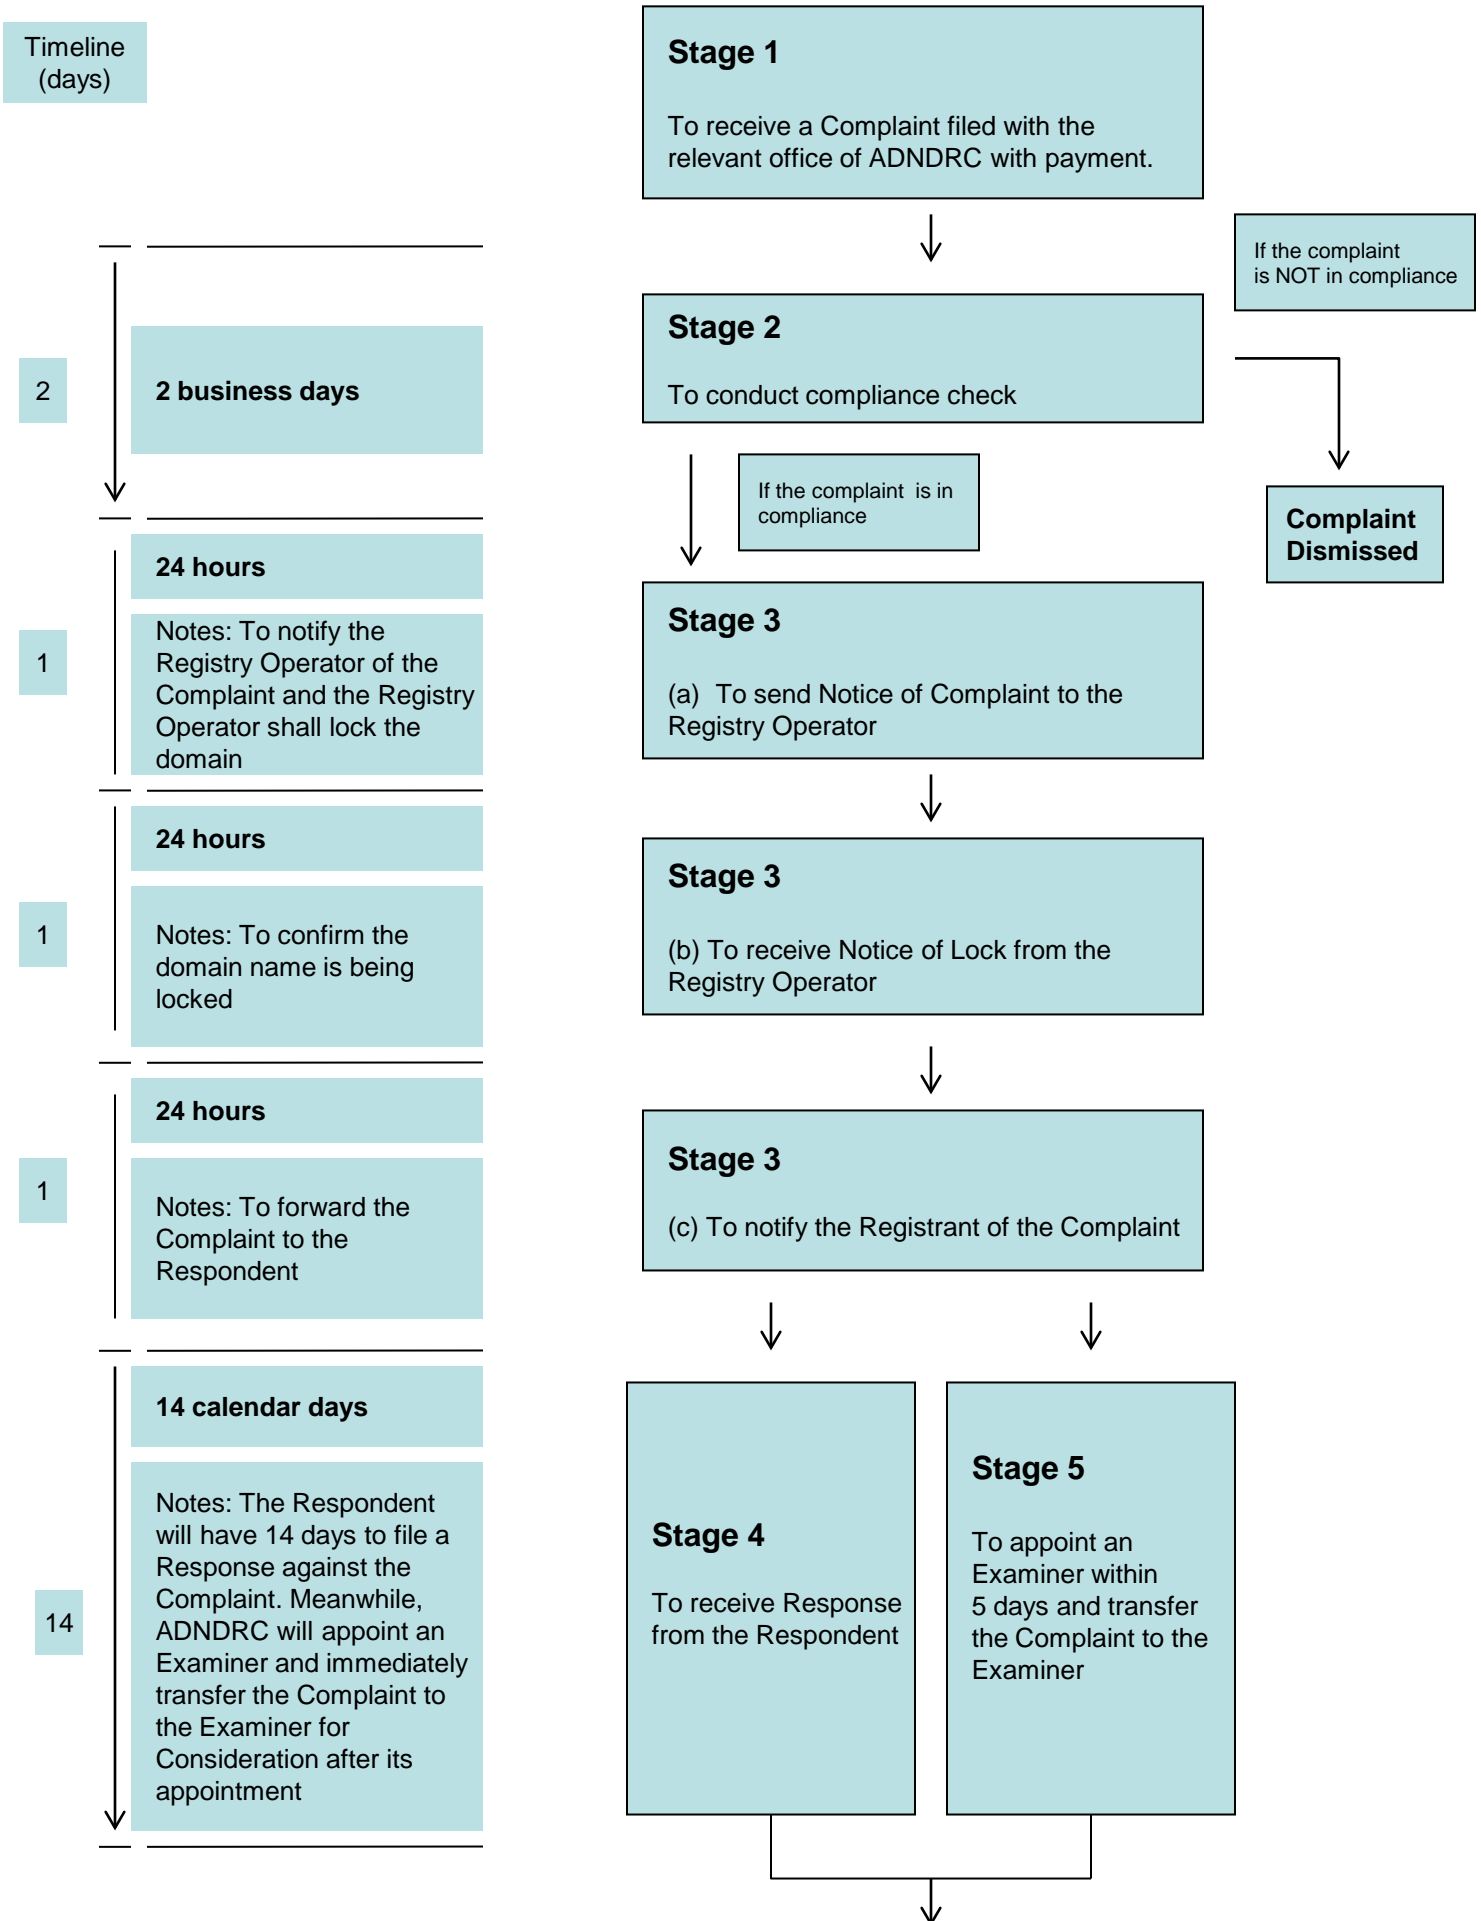 Timeline
(days)
Stage 1
To receive a Complaint filed with the
relevant office of ADNDRC with payment.
If the complaint
is NOT in compliance
2
2 business days
Stage 2
To conduct compliance check
If the complaint  is in
compliance
Complaint
Dismissed
1
24 hours
Notes: To notify the
Registry Operator of the
Complaint and the Registry
Operator shall lock the
domain
Stage 3
(a)  To send Notice of Complaint to the
Registry Operator
1
24 hours
Notes: To confirm the
domain name is being
locked
Stage 3
(b) To receive Notice of Lock from the
Registry Operator
1
24 hours
Notes: To forward the
Complaint to the
Respondent
Stage 3
(c) To notify the Registrant of the Complaint
14
14 calendar days
Notes: The Respondent
will have 14 days to file a
Response against the
Complaint. Meanwhile,
ADNDRC will appoint an
Examiner and immediately
transfer the Complaint to
the Examiner for
Consideration after its
appointment
Stage 4
To receive Response
from the Respondent
Stage 5
To appoint an
Examiner within
5 days and transfer
the Complaint to the
Examiner